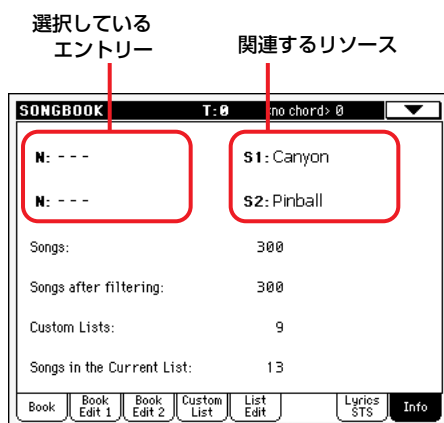 選択している
エントリー
関連するリソース
SONGBOOK T:0 <no chord> 0
N: - - - S1: Canyon
N: - - - S2: Pinball
Songs: 300
Songs after filtering: 300
Custom Lists: 9
Songs in the Current List: 13
Book Book Edit 1 Book Edit 2 Custom List List Edit Lyrics STS Info